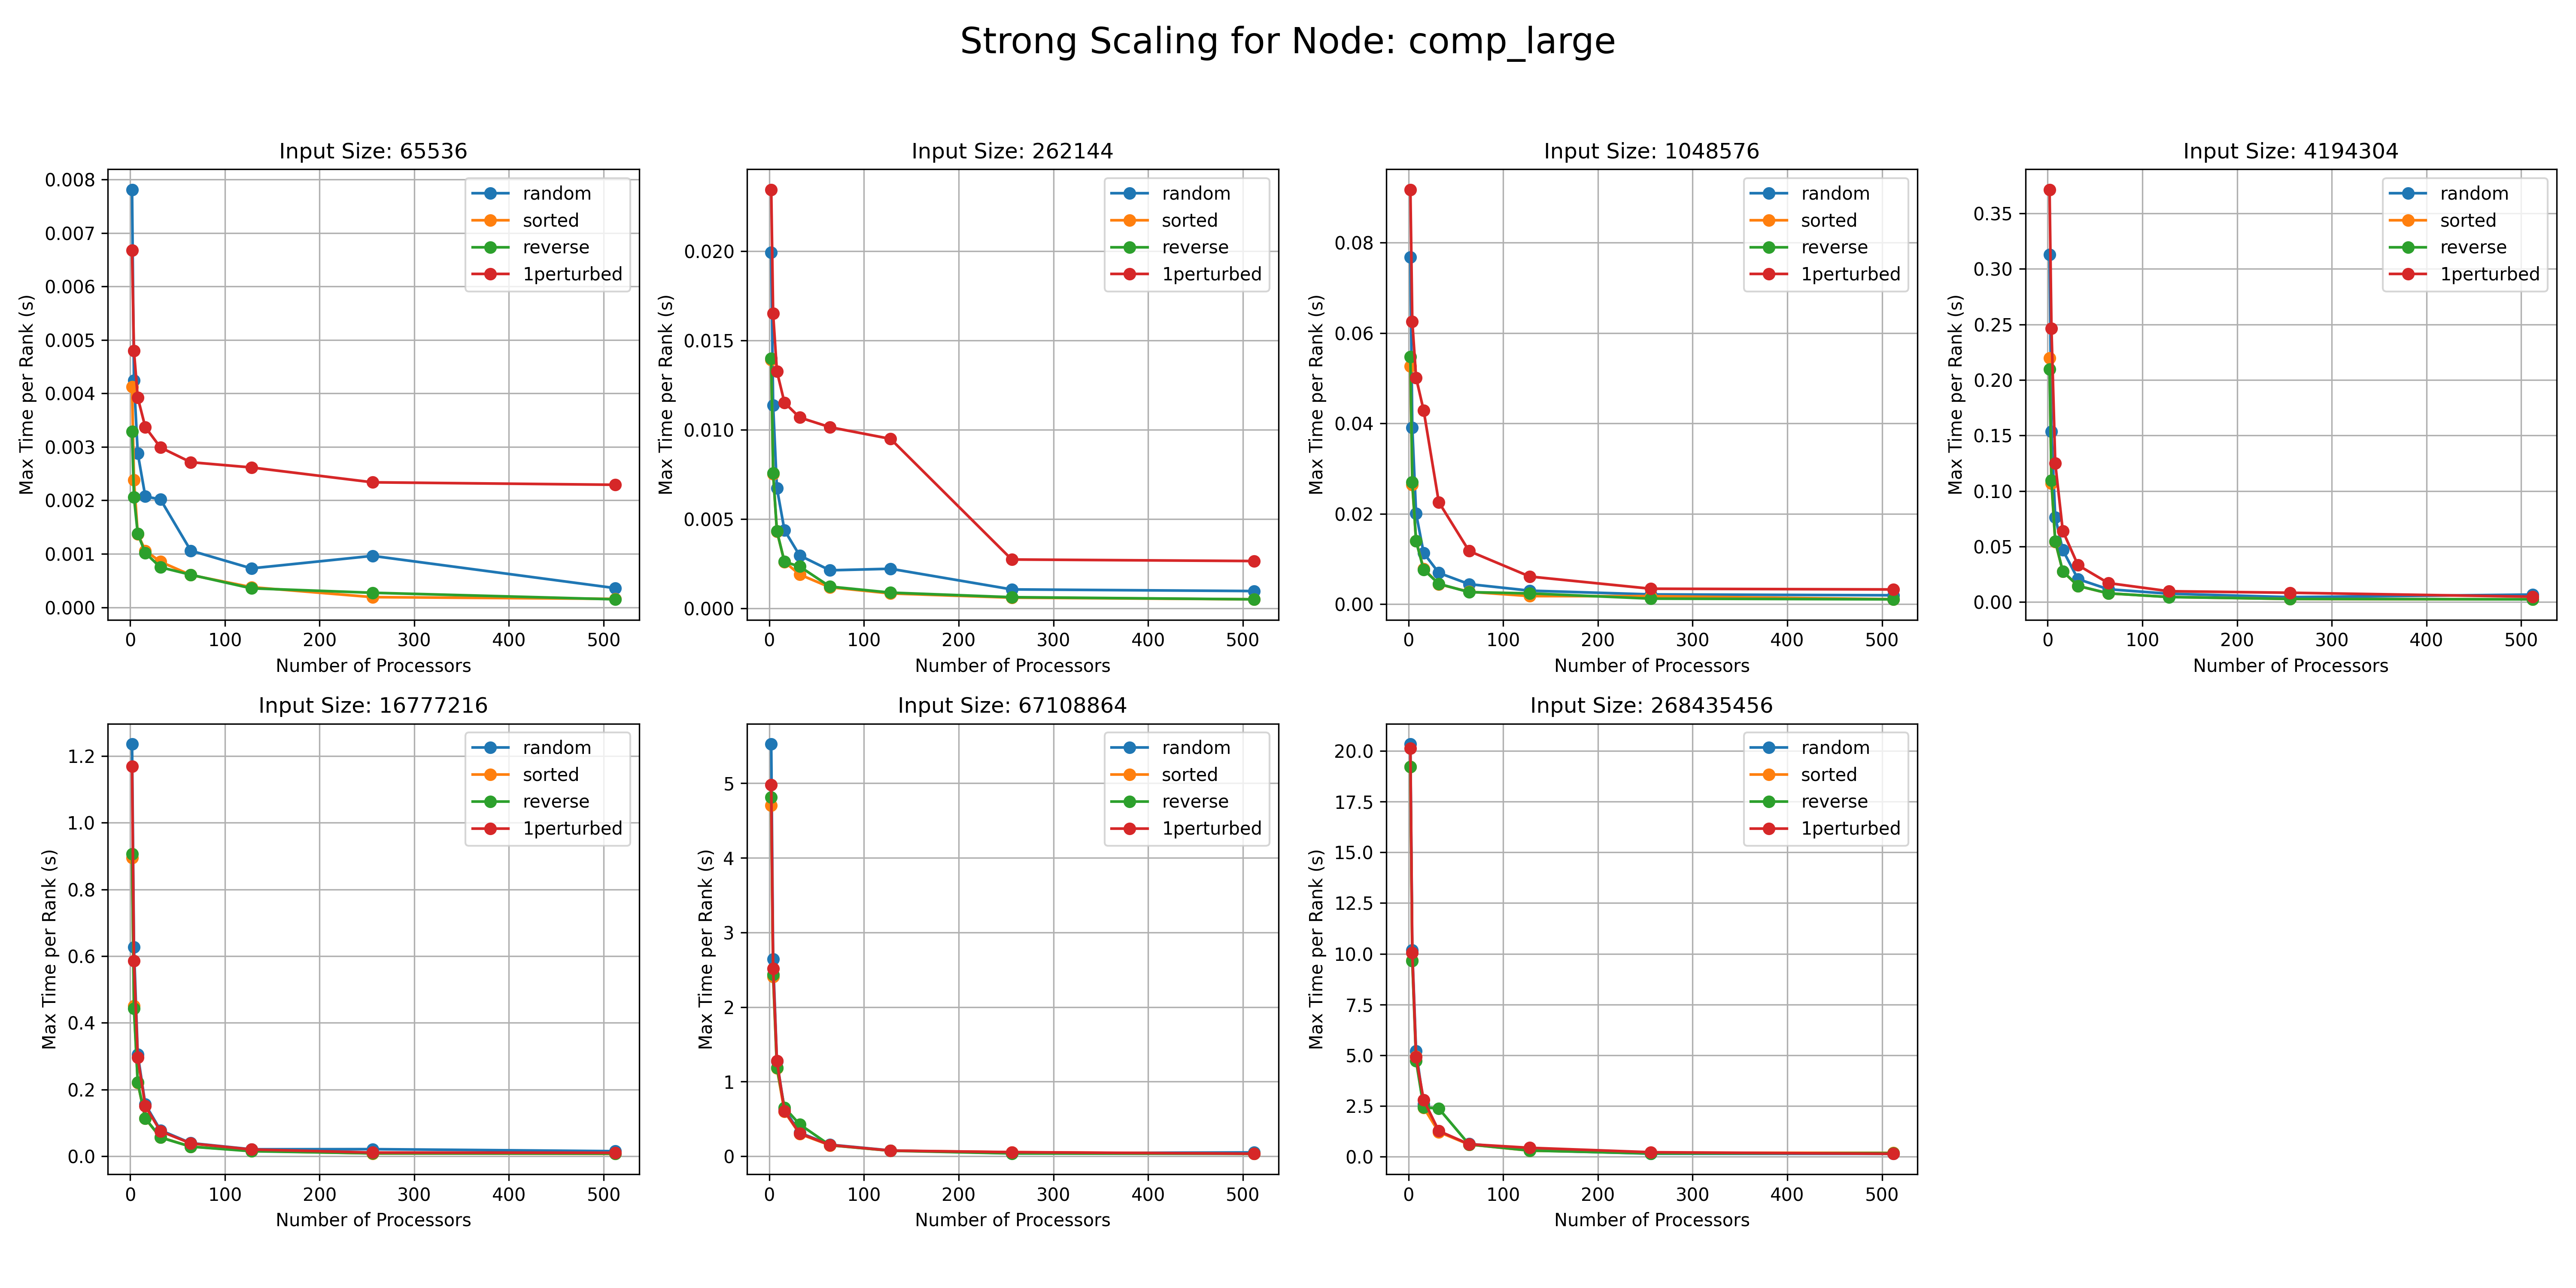 Strong Scaling for Node: comp_large
Input Size: 65536
Max Time per Rank (s)
0.008
0.007
0.006
0.005
0.004
0.003
0.002
0.001
0.000
random
sorted
reverse
1perturbed
0 100 200 300 400 500
Number of Processors
Input Size: 262144
Max Time per Rank (s)
0.020
0.015
0.010
0.005
0.000
random
sorted
reverse
1perturbed
0 100 200 300 400 500
Number of Processors
Input Size: 1048576
Max Time per Rank (s)
0.08
0.06
0.04
0.02
0.00
random
sorted
reverse
1perturbed
0 100 200 300 400 500
Number of Processors
Input Size: 4194304
Max Time per Rank (s)
0.35
0.30
0.25
0.20
0.15
0.10
0.05
0.00
random
sorted
reverse
1perturbed
0 100 200 300 400 500
Number of Processors
Input Size: 16777216
Max Time per Rank (s)
1.2
1.0
0.8
0.6
0.4
0.2
0.0
random
sorted
reverse
1perturbed
0 100 200 300 400 500
Number of Processors
Input Size: 67108864
Max Time per Rank (s)
5
4
3
2
1
0
random
sorted
reverse
1perturbed
0 100 200 300 400 500
Number of Processors
Input Size: 268435456
Max Time per Rank (s)
20.0
17.5
15.0
12.5
10.0
7.5
5.0
2.5
0.0
random
sorted
reverse
1perturbed
0 100 200 300 400 500
Number of Processors